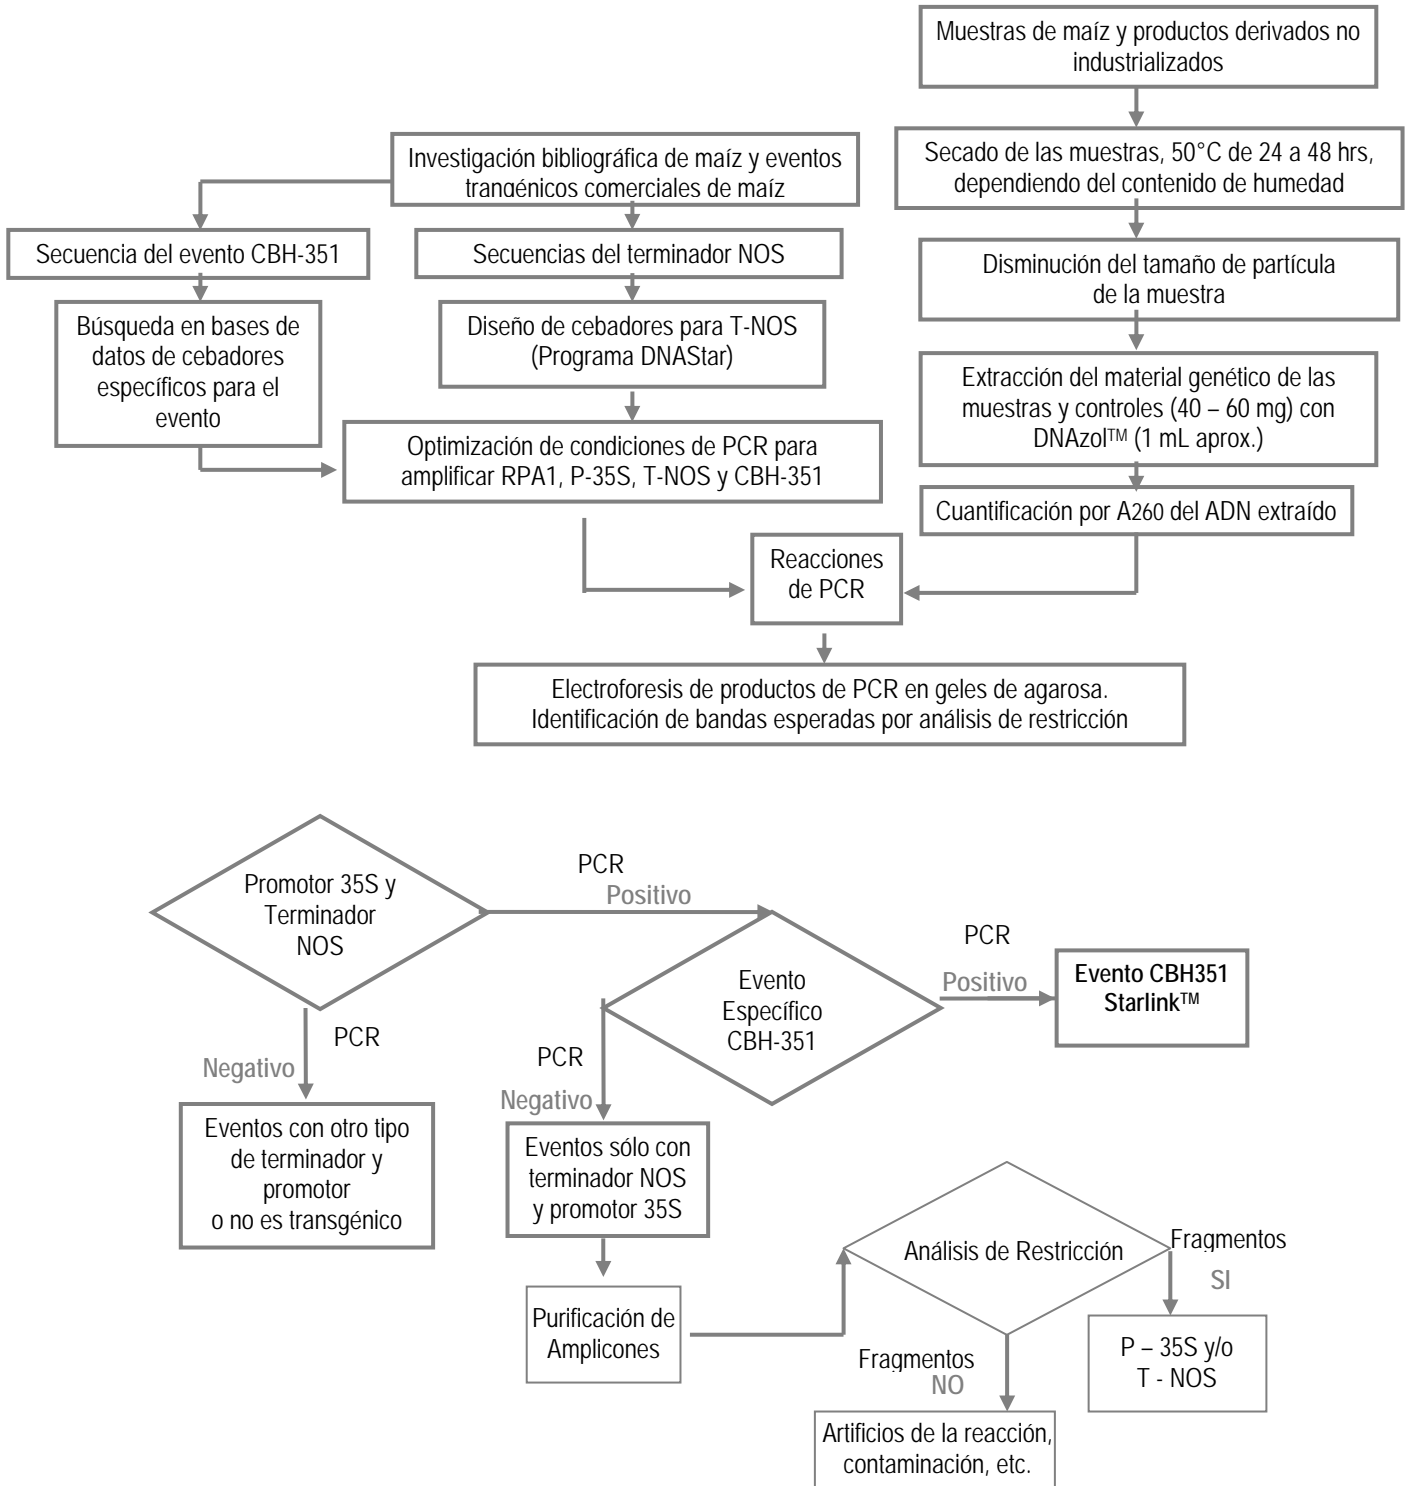 Muestras de maíz y productos derivados no
industrializados
Secado de las muestras, 50°C de 24 a 48 hrs,
dependiendo del contenido de humedad
Disminución del tamaño de partícula
de la muestra
Extracción del material genético de las
muestras y controles (40 – 60 mg) con
DNAzol™ (1 mL aprox.)
Cuantificación por A260 del ADN extraído
Investigación bibliográfica de maíz y eventos
trangénicos comerciales de maíz
Secuencia del evento CBH-351
Búsqueda en bases de
datos de cebadores
específicos para el
evento
Secuencias del terminador NOS
Diseño de cebadores para T-NOS
(Programa DNAStar)
Optimización de condiciones de PCR para
amplificar RPA1, P-35S, T-NOS y CBH-351
Reacciones
de PCR
Electroforesis de productos de PCR en geles de agarosa.
Identificación de bandas esperadas por análisis de restricción
Promotor 35S y
Terminador
NOS
PCR
Positivo
PCR
Negativo
Eventos con otro tipo
de terminador y
promotor
o no es transgénico
Evento
Específico
CBH-351
PCR
Positivo
Evento CBH351
Starlink™
PCR
Negativo
Eventos sólo con
terminador NOS
y promotor 35S
Purificación de
Amplicones
Análisis de Restricción
Fragmentos
SI
P – 35S y/o
T - NOS
Fragmentos
NO
Artificios de la reacción,
contaminación, etc.